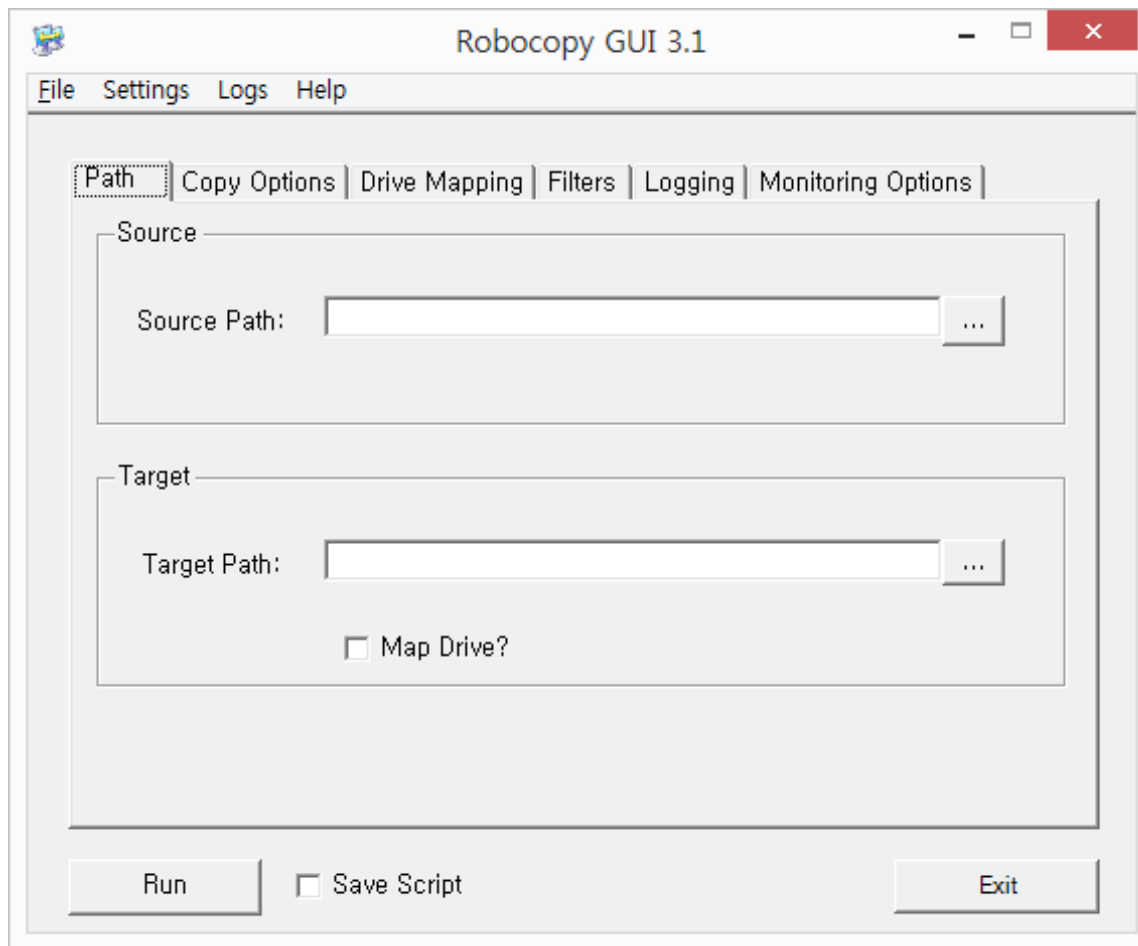 Robocopy GUI 3.1
File Settings Logs Help
Path Copy Options Drive Mapping Filters Logging Monitoring Options
Source
Source Path: ...
Target
Target Path: ...
Map Drive?
Run Save Script Exit